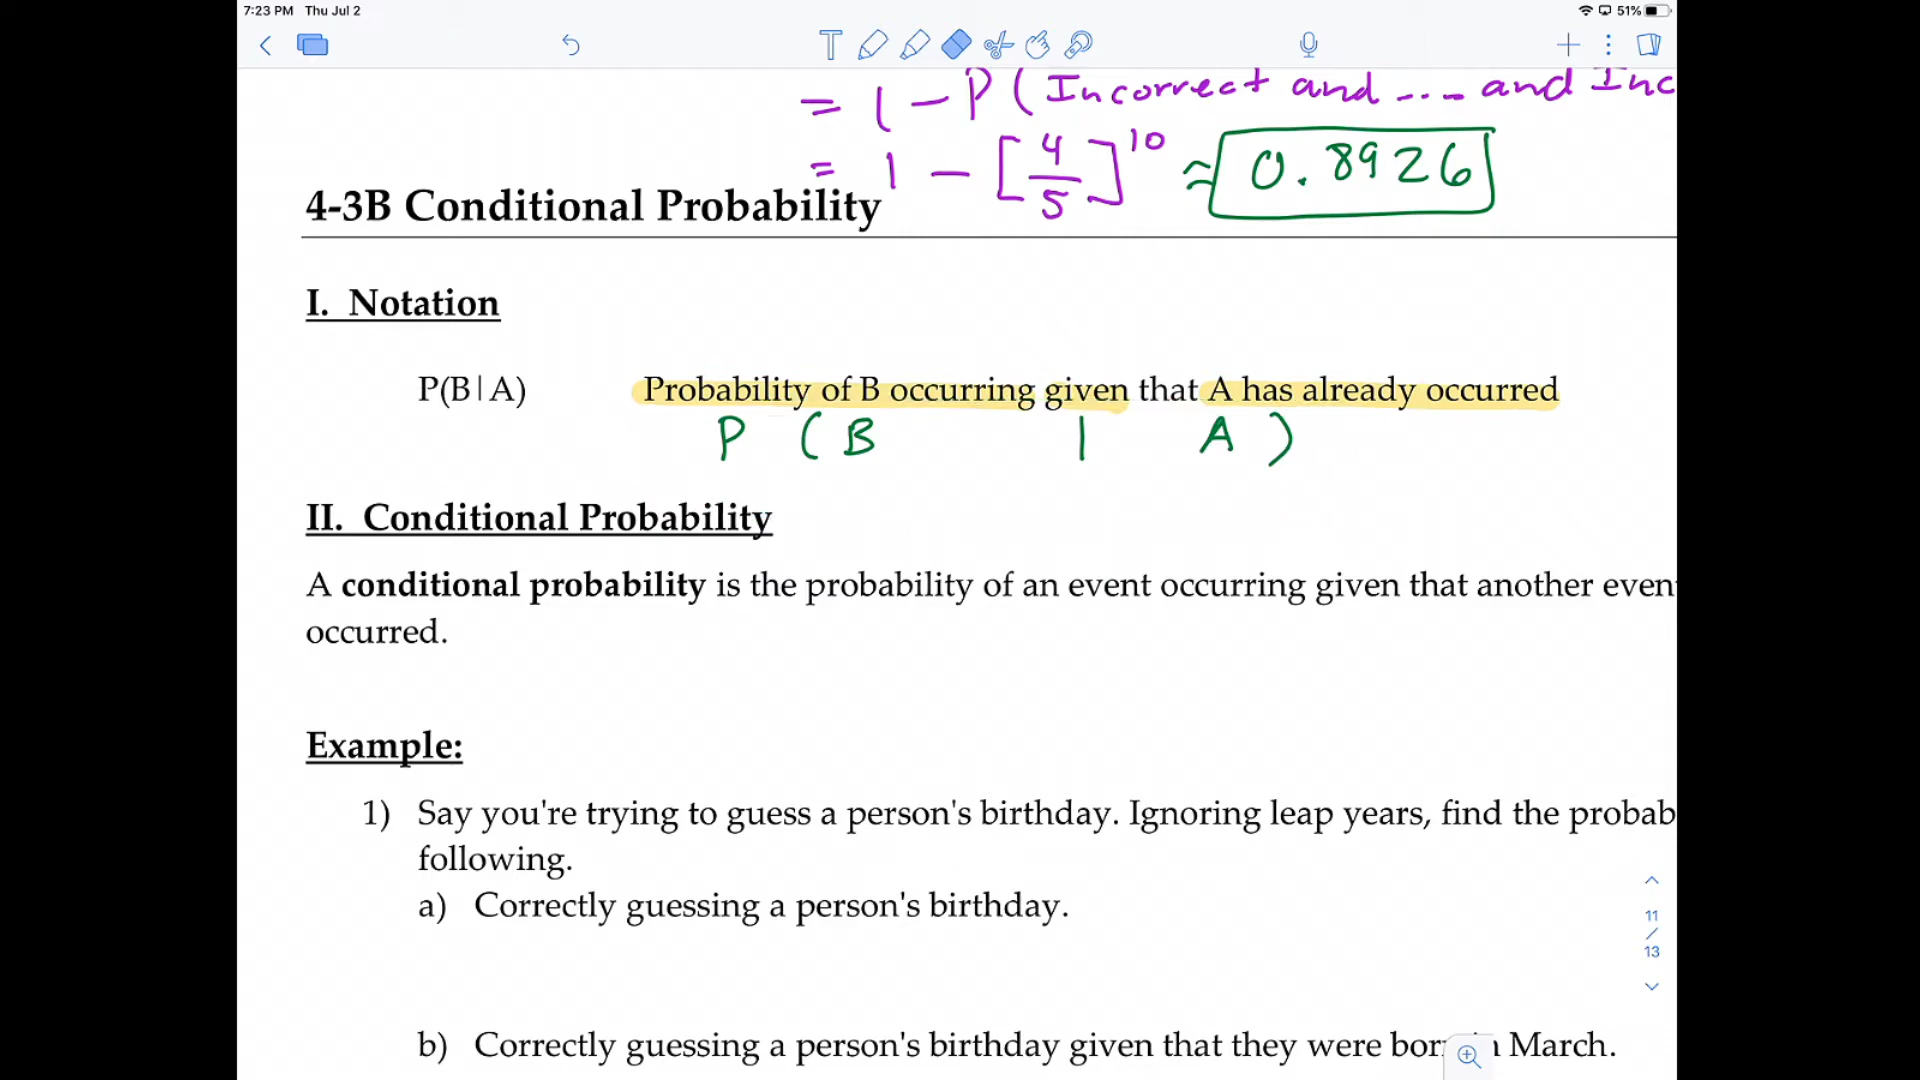 7:23 PM Thu Jul 2
51%
= 1 - P ( Incorrect and ... and Inc
= 1 - [4/5]^10 ≈ 0.8926
4-3B Conditional Probability
I. Notation
P(B|A) Probability of B occurring given that A has already occurred
P ( B | A )
II. Conditional Probability
A conditional probability is the probability of an event occurring given that another even
occurred.
Example:
1) Say you're trying to guess a person's birthday. Ignoring leap years, find the probab
following.
a) Correctly guessing a person's birthday.
11
/
13
b) Correctly guessing a person's birthday given that they were born March.